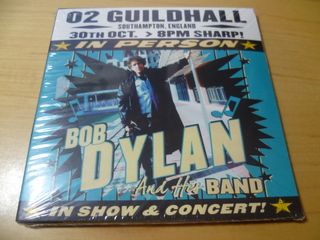 O2 GUILDHALL
SOUTHAMPTON, ENGLAND
30TH OCT. > 8PM SHARP!
IN PERSON
BOB
DYLAN
And His BAND
IN SHOW & CONCERT!